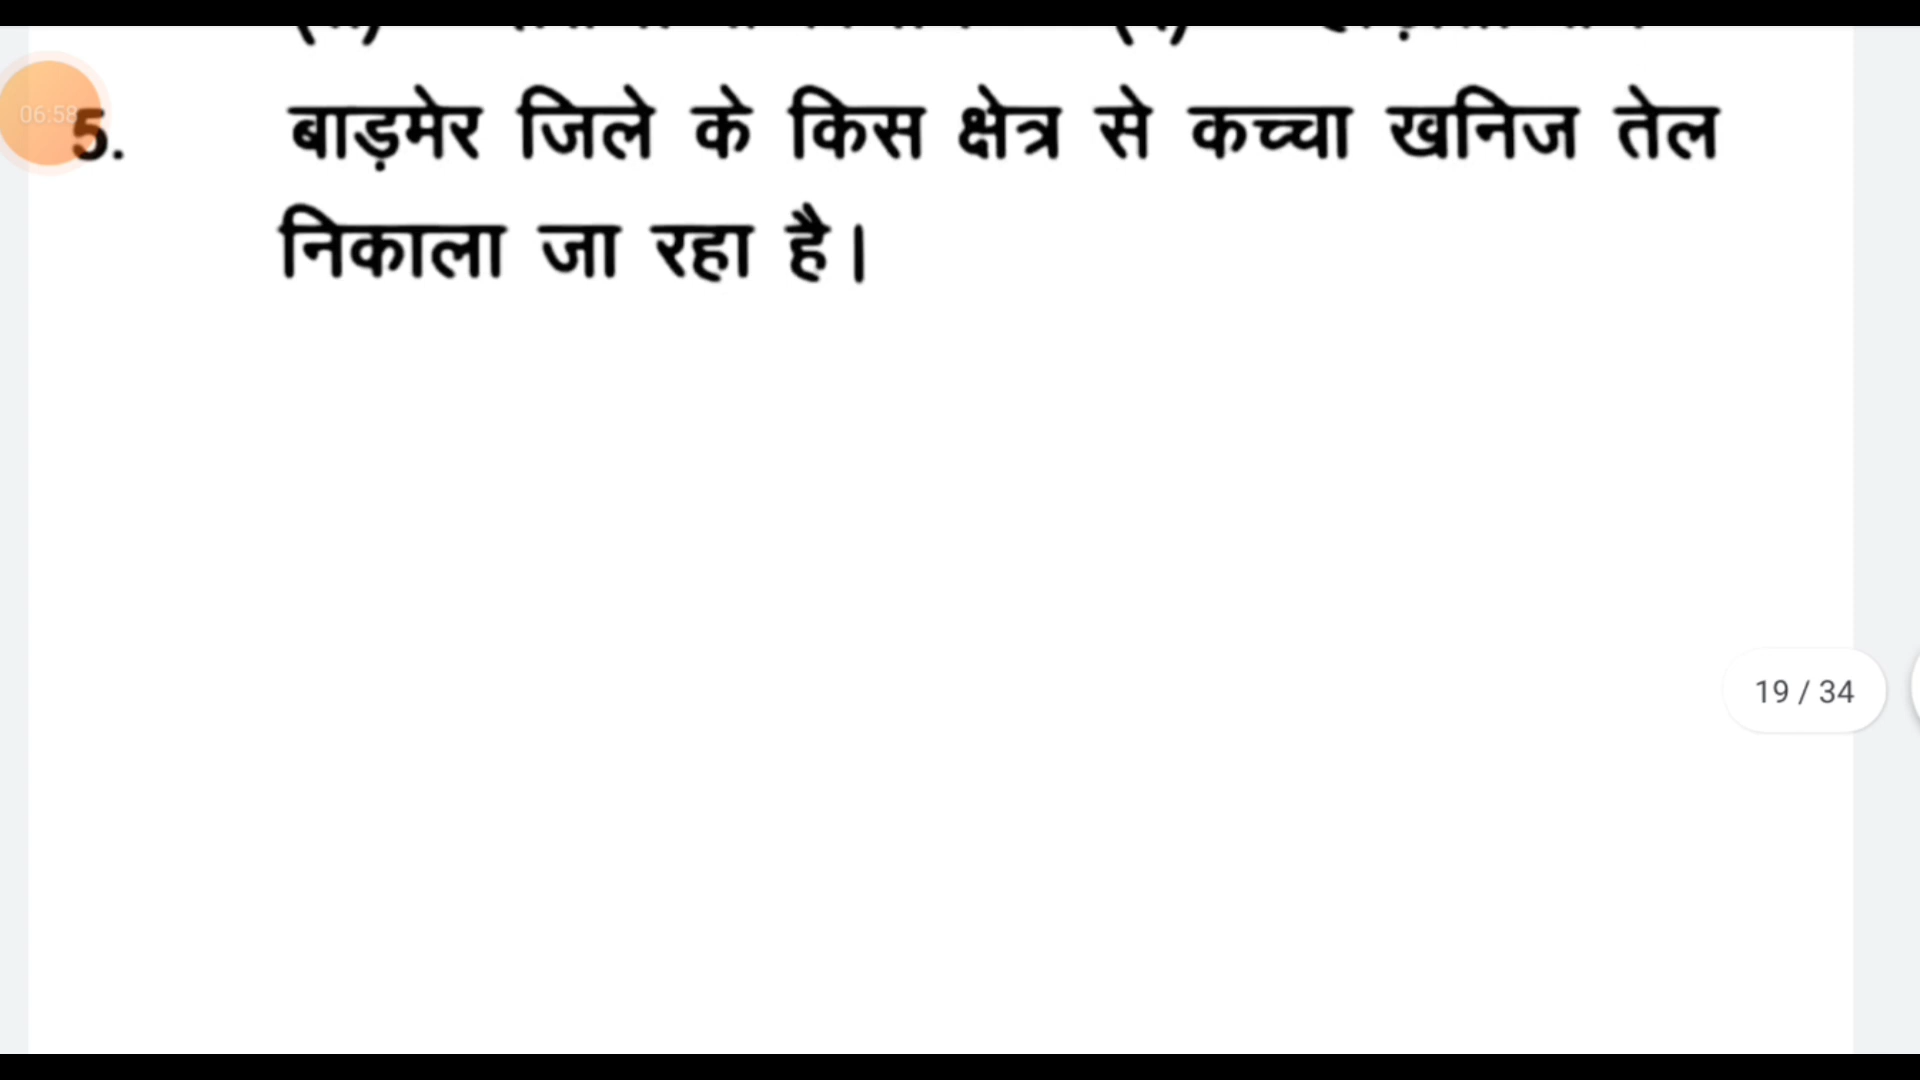 06:58
5. बाड़मेर जिले के किस क्षेत्र से कच्चा खनिज तेल
निकाला जा रहा है।
19 / 34